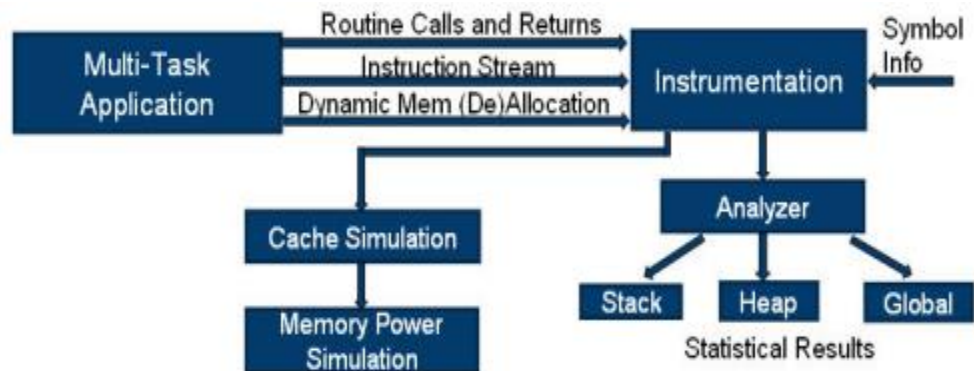 Routine Calls and Returns
Multi-Task
Application
Instruction Stream
Dynamic Mem (De)Allocation
Instrumentation
Symbol
Info
Cache Simulation
Analyzer
Memory Power
Simulation
Stack
Heap
Global
Statistical Results